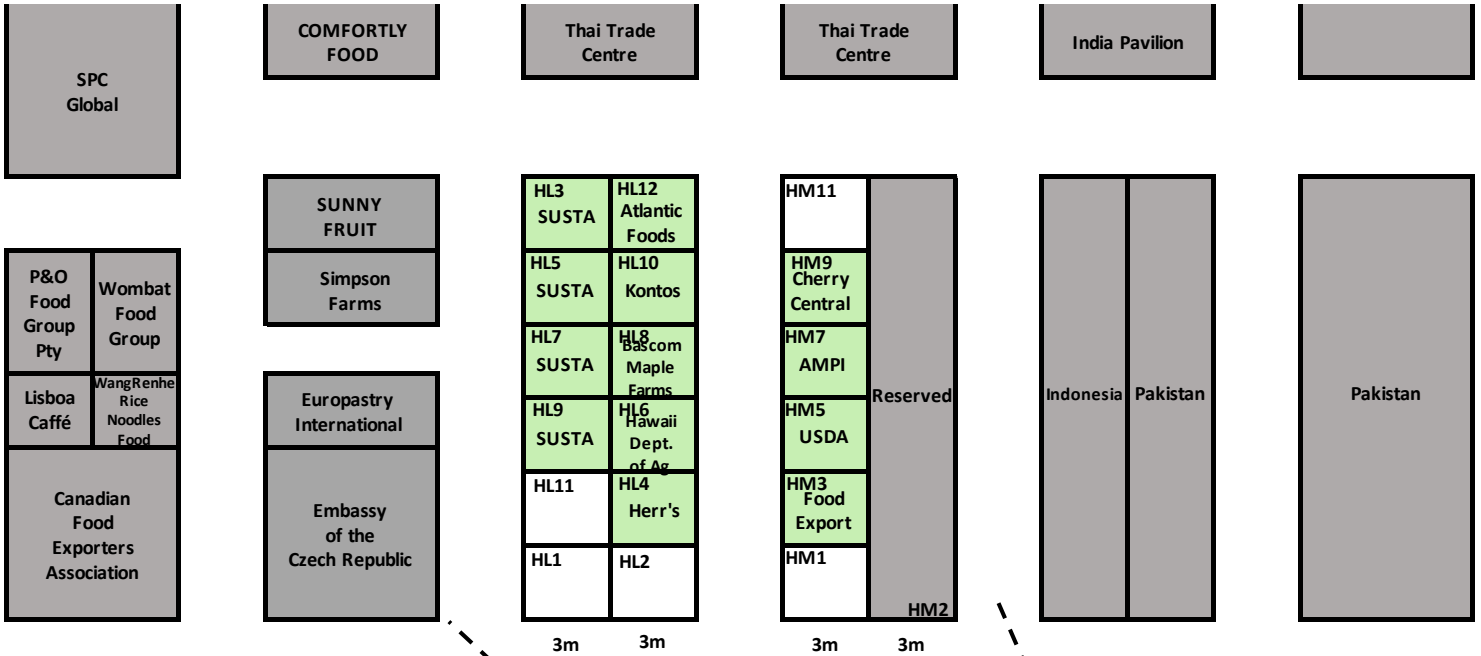 SPC
Global
COMFORTLY
FOOD
Thai Trade
Centre
Thai Trade
Centre
India Pavilion
P&O
Food
Group
Pty
Wombat
Food
Group
Lisboa
Caffé
WangRenhe
Rice
Noodles
Food
Canadian
Food
Exporters
Association
SUNNY
FRUIT
Simpson
Farms
Europastry
International
Embassy
of the
Czech Republic
HL3
SUSTA
HL12
Atlantic
Foods
HL5
SUSTA
HL10
Kontos
HL7
SUSTA
HL8
Bascom
Maple
Farms
HL9
SUSTA
HL6
Hawaii
Dept.
of Ag
HL11
HL4
Herr's
HL1
HL2
3m
3m
HM11
HM9
Cherry
Central
HM7
AMPI
HM5
USDA
HM3
Food
Export
HM1
Reserved
HM2
3m
3m
Indonesia
Pakistan
Pakistan